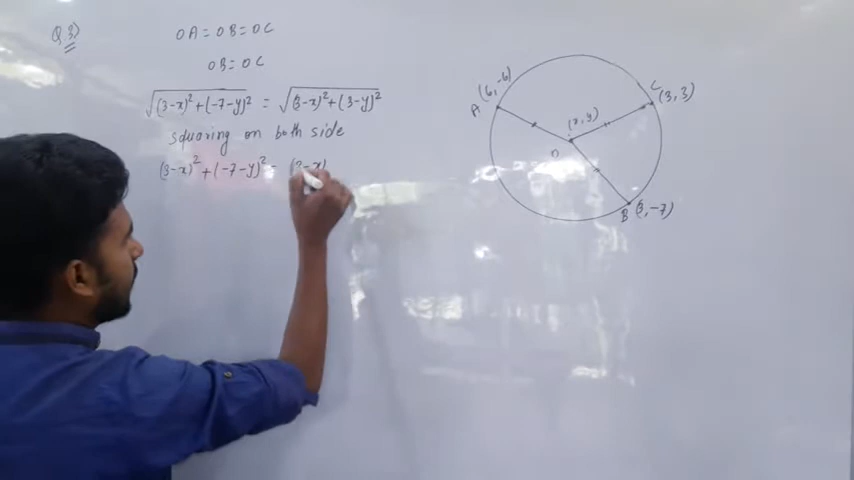 Q.3)
OA = OB = OC
OB = OC
√(3-x)²+(-7-y)² = √(3-x)²+(3-y)²
squaring on both side
(3-x)²+(-7-y)² = (3-x)
(6,-6)
A
C
(3,3)
(x,y)
O
B (3,-7)